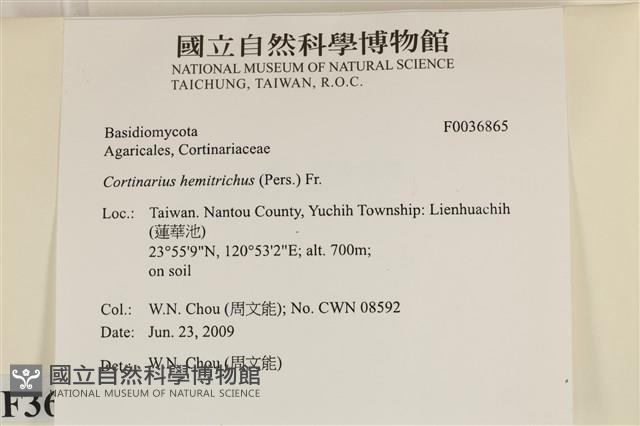 國立自然科學博物館
NATIONAL MUSEUM OF NATURAL SCIENCE
TAICHUNG, TAIWAN, R.O.C.
Basidiomycota F0036865
Agaricales, Cortinariaceae
Cortinarius hemitrichus (Pers.) Fr.
Loc.: Taiwan. Nantou County, Yuchih Township: Lienhuachih
(蓮華池)
23°55'9"N, 120°53'2"E; alt. 700m;
on soil
Col.: W.N. Chou (周文能); No. CWN 08592
Date: Jun. 23, 2009
Det.: W.N. Chou (周文能)
國立自然科學博物館
NATIONAL MUSEUM OF NATURAL SCIENCE
F36